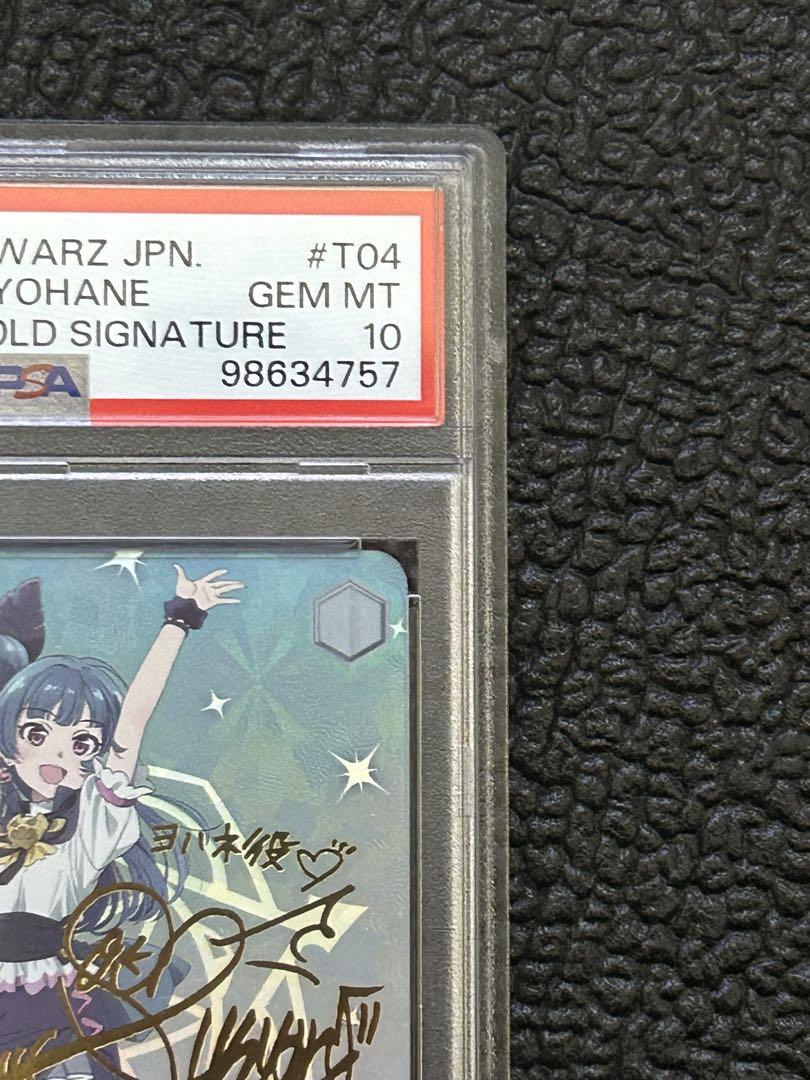 WARZ JPN. #T04
YOHANE GEM MT
OLD SIGNATURE 10
PSA 98634757
ヨハネ役♡